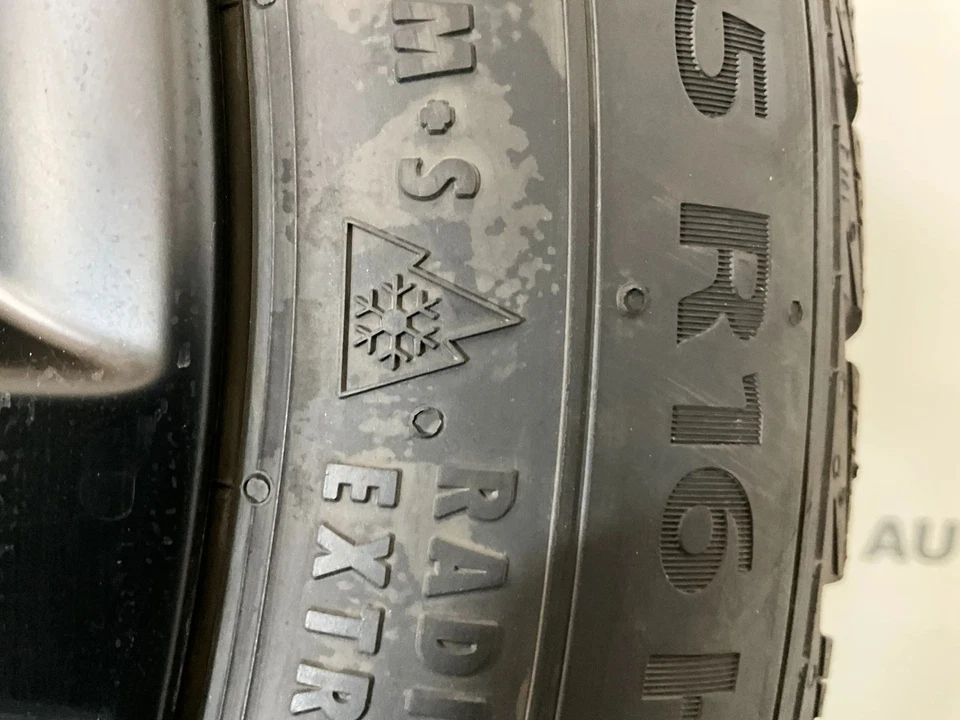 5 R16
M·S
RADI
EXTR
AU